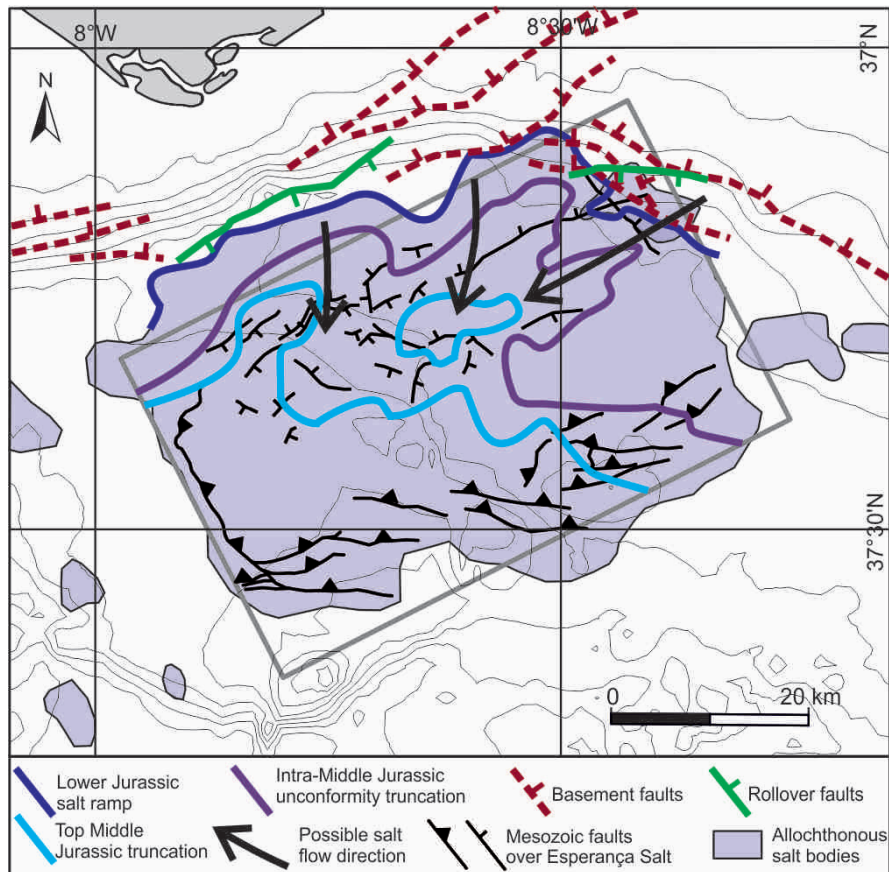 8°W
8°30'W
37°N
N
37°30'N
0
20 km
Lower Jurassic
salt ramp
Intra-Middle Jurassic
unconformity truncation
Basement faults
Rollover faults
Top Middle
Jurassic truncation
Possible salt
flow direction
Mesozoic faults
over Esperança Salt
Allochthonous
salt bodies